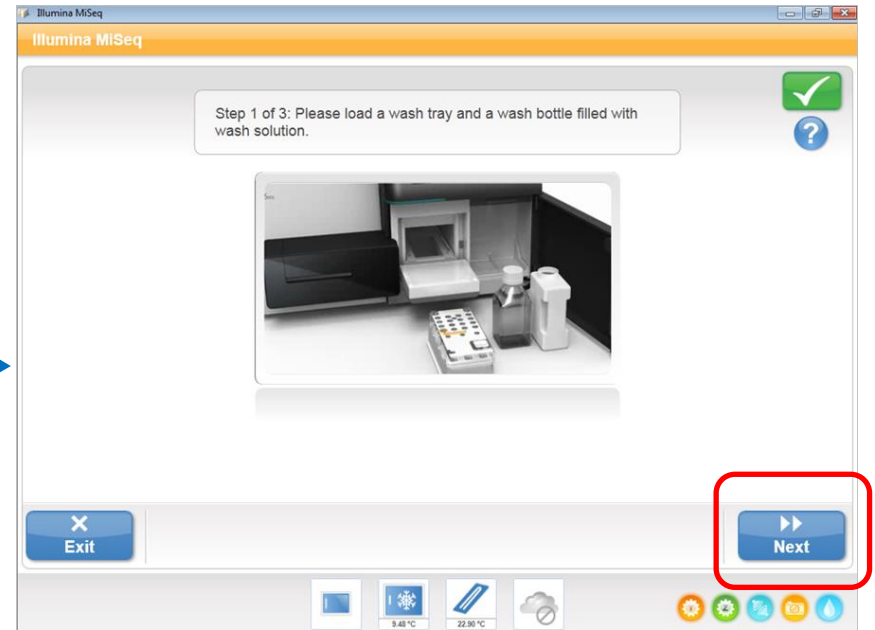 Illumina MiSeq
Illumina MiSeq
Step 1 of 3: Please load a wash tray and a wash bottle filled with
wash solution.
Exit
Next
9.48 °C
22.90 °C